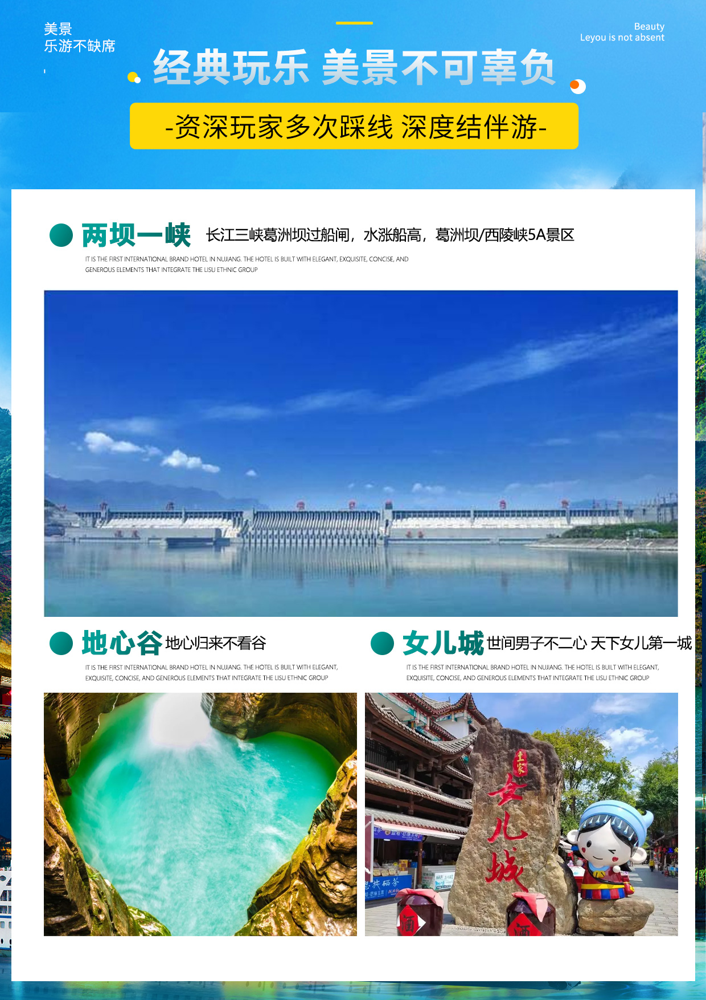 美景
乐游不缺席
Beauty
Leyou is not absent
经典玩乐 美景不可辜负
-资深玩家多次踩线 深度结伴游-
两坝一峡 长江三峡葛洲坝过船闸，水涨船高，葛洲坝/西陵峡5A景区
IT IS THE FIRST INTERNATIONAL BRAND HOTEL IN NUJIANG. THE HOTEL IS BUILT WITH ELEGANT, EXQUISITE, CONCISE, AND
GENEROUS ELEMENTS THAT INTEGRATE THE LISU ETHNIC GROUP
地心谷 地心归来不看谷
IT IS THE FIRST INTERNATIONAL BRAND HOTEL IN NUJIANG. THE HOTEL IS BUILT WITH ELEGANT,
EXQUISITE, CONCISE, AND GENEROUS ELEMENTS THAT INTEGRATE THE LISU ETHNIC GROUP
女儿城 世间男子不二心 天下女儿第一城
IT IS THE FIRST INTERNATIONAL BRAND HOTEL IN NUJIANG. THE HOTEL IS BUILT WITH ELEGANT,
EXQUISITE, CONCISE, AND GENEROUS ELEMENTS THAT INTEGRATE THE LISU ETHNIC GROUP
土家
女儿城
恩施硒茶
酒
酒